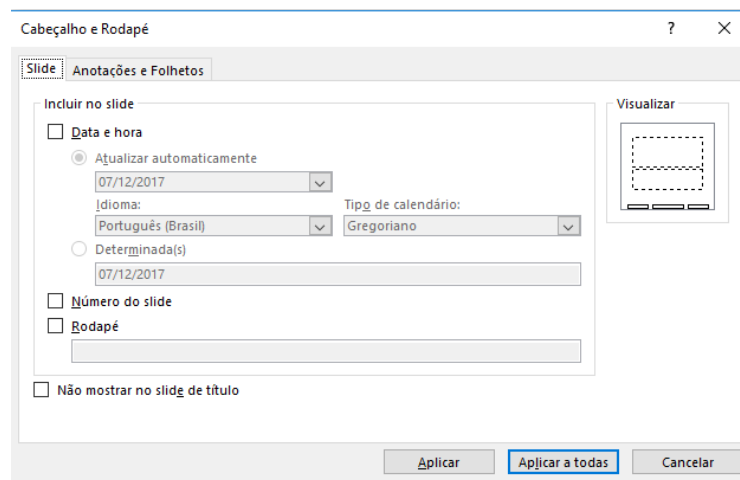 Cabeçalho e Rodapé ?
Slide Anotações e Folhetos
Incluir no slide
Data e hora
Atualizar automaticamente
07/12/2017
Idioma: Tipo de calendário:
Português (Brasil) Gregoriano
Determinada(s)
07/12/2017
Número do slide
Rodapé
Não mostrar no slide de título
Visualizar
Aplicar Aplicar a todas Cancelar